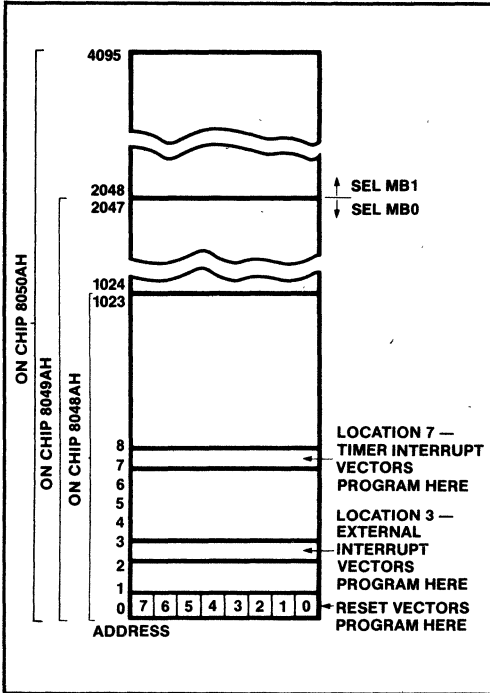 4095
2048
2047
SEL MB1
SEL MB0
1024
1023
ON CHIP 8050AH
ON CHIP 8049AH
ON CHIP 8048AH
8
7
6
5
4
3
2
1
0
7 6 5 4 3 2 1 0
ADDRESS
LOCATION 7 —
TIMER INTERRUPT
VECTORS
PROGRAM HERE
LOCATION 3 —
EXTERNAL
INTERRUPT
VECTORS
PROGRAM HERE
RESET VECTORS
PROGRAM HERE